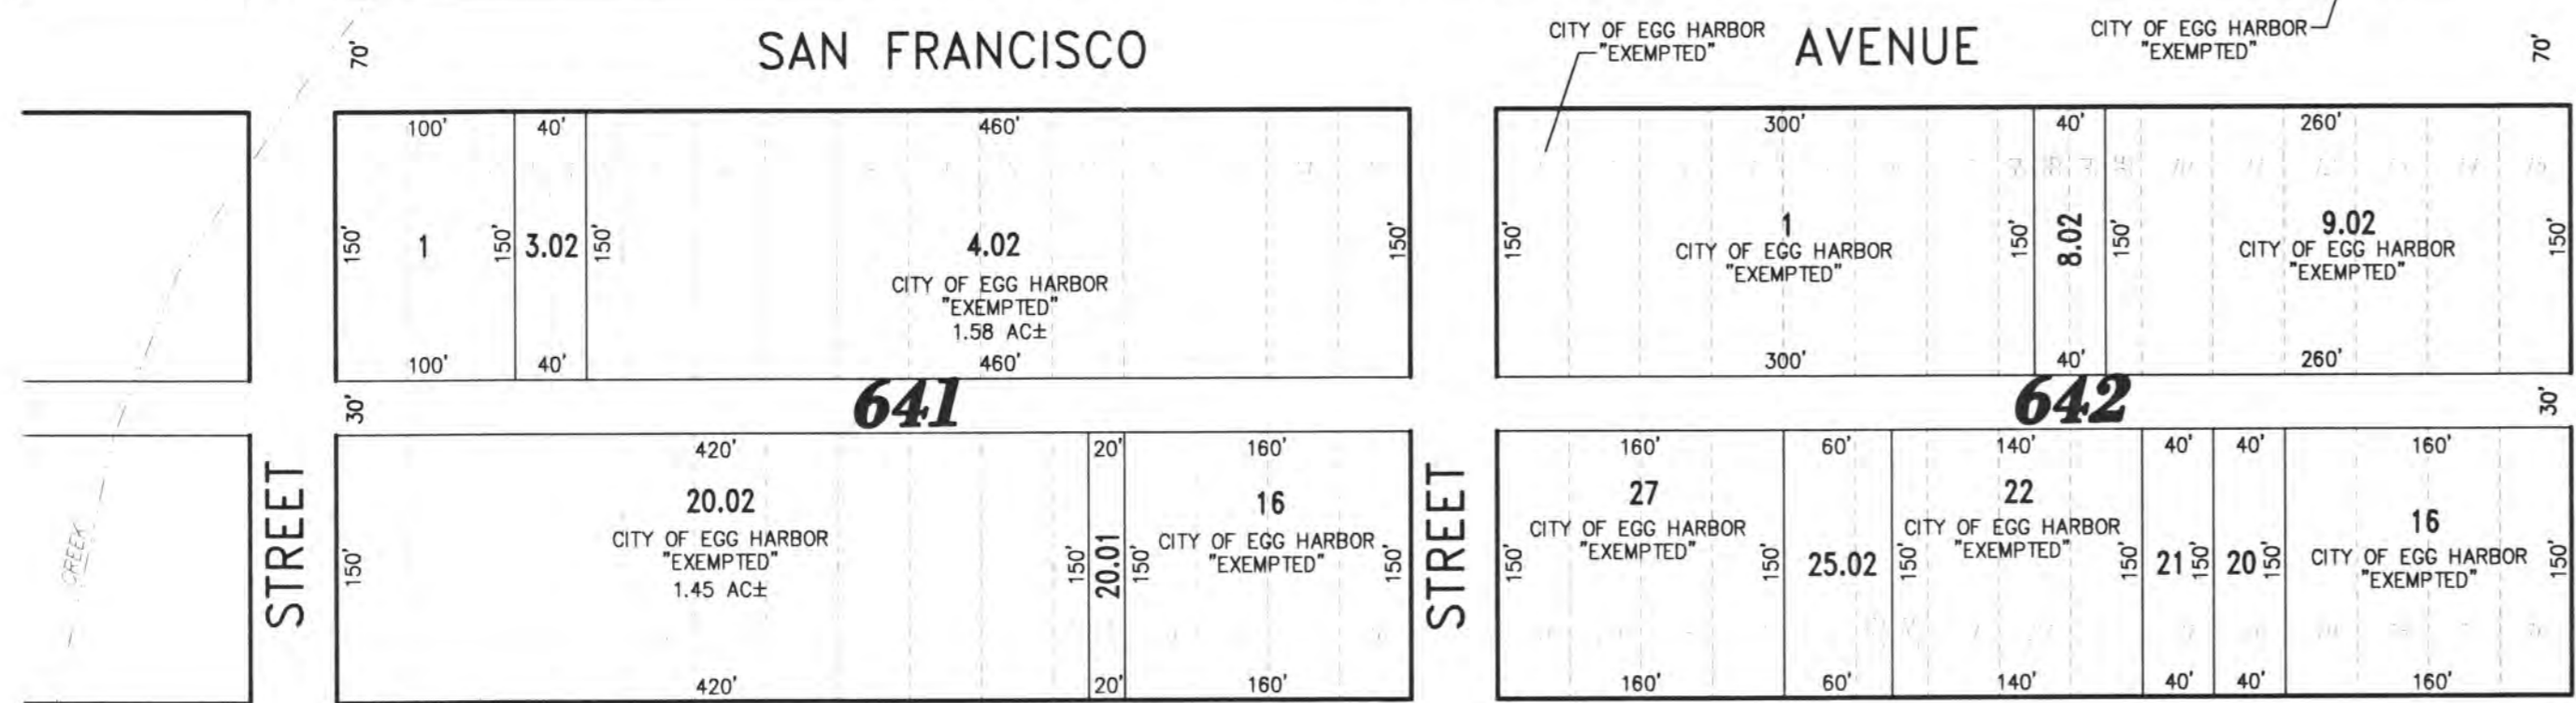 70'
SAN FRANCISCO AVENUE
CITY OF EGG HARBOR
"EXEMPTED"
CITY OF EGG HARBOR
"EXEMPTED"
70'
100' 40' 460'
150' 1 150' 3.02 150' 4.02 150'
CITY OF EGG HARBOR
"EXEMPTED"
1.58 AC±
100' 40' 460'
300' 40' 260'
150' 1 150' 8.02 150' 9.02 150'
CITY OF EGG HARBOR
"EXEMPTED"
CITY OF EGG HARBOR
"EXEMPTED"
300' 40' 260'
30' 641 642 30'
CREEK
STREET
420' 20' 160'
150' 20.02 150' 20.01 150' 16 150'
CITY OF EGG HARBOR
"EXEMPTED"
1.45 AC±
CITY OF EGG HARBOR
"EXEMPTED"
420' 20' 160'
STREET
160' 60' 140' 40' 40' 160'
150' 27 150' 25.02 150' 22 150' 21 150' 20 150' 16 150'
CITY OF EGG HARBOR
"EXEMPTED"
CITY OF EGG HARBOR
"EXEMPTED"
CITY OF EGG HARBOR
"EXEMPTED"
160' 60' 140' 40' 40' 160'